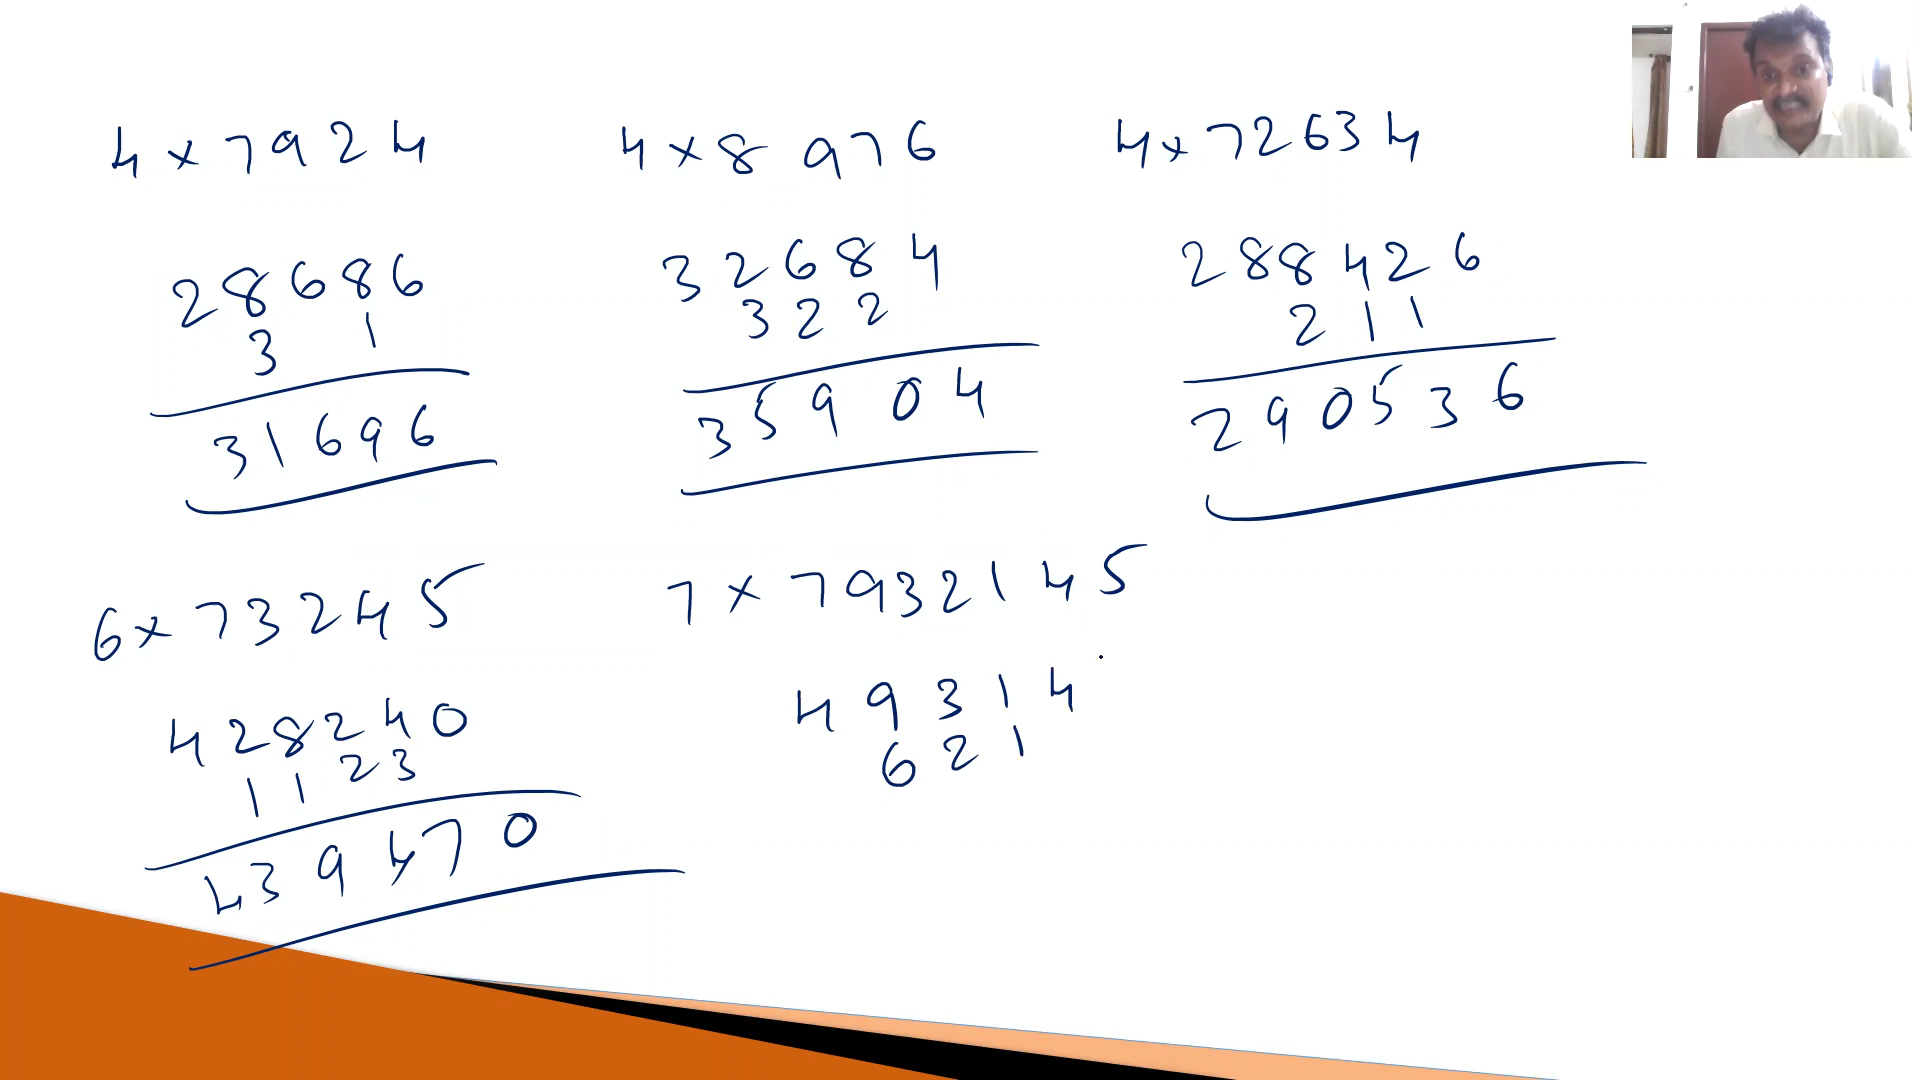 4 x 7924
28686
3 1
31696
4 x 8976
32684
322
35904
4 x 72634
288426
211
290536
6 x 73245
428240
1123
439470
7 x 7932145
49314
621